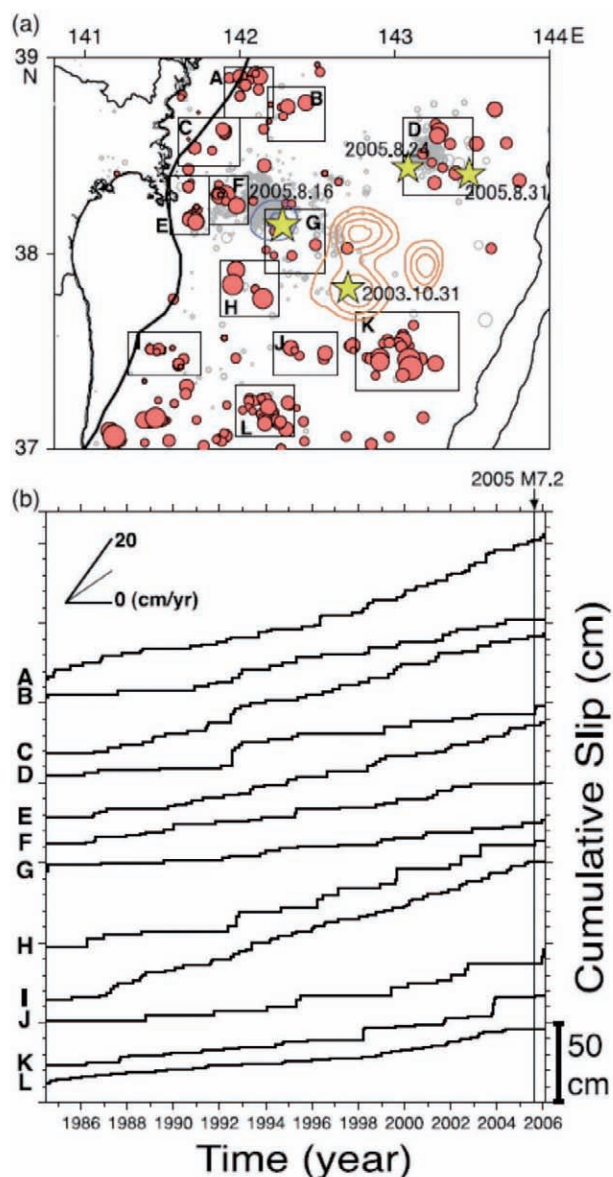 (a)
141 142 143 144E
39
N
A
B
C
D
2005.8.24
2005.8.31
F
2005.8.16
E
G
38
2003.10.31
H
K
I
J
L
37
2005 M7.2
(b)
20
0 (cm/yr)
A
B
C
D
E
F
G
H
I
J
K
L
Cumulative Slip (cm)
50
cm
1986 1988 1990 1992 1994 1996 1998 2000 2002 2004 2006
Time (year)